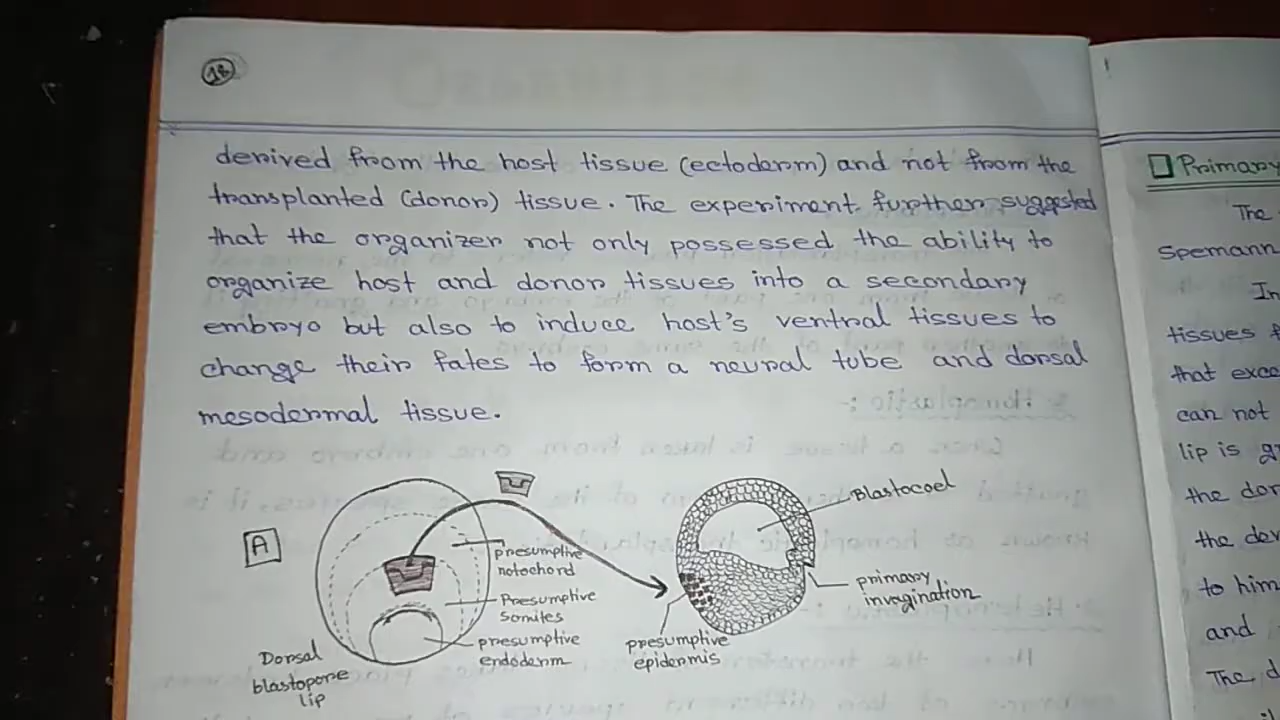 18
derived from the host tissue (ectoderm) and not from the
transplanted (donor) tissue. The experiment further suggested
that the organizer not only possessed the ability to
organize host and donor tissues into a secondary
embryo but also to induce host's ventral tissues to
change their fates to form a neural tube and dorsal
mesodermal tissue.
A
presumptive
notochord
Presumptive
Somites
presumptive
endoderm
Dorsal
blastopore
lip
Blastocoel
primary
invagination
presumptive
epidermis
Primary
The
Spemann
In
tissues
that exce
can not
lip is
the dor
the dev
to him
and
The d